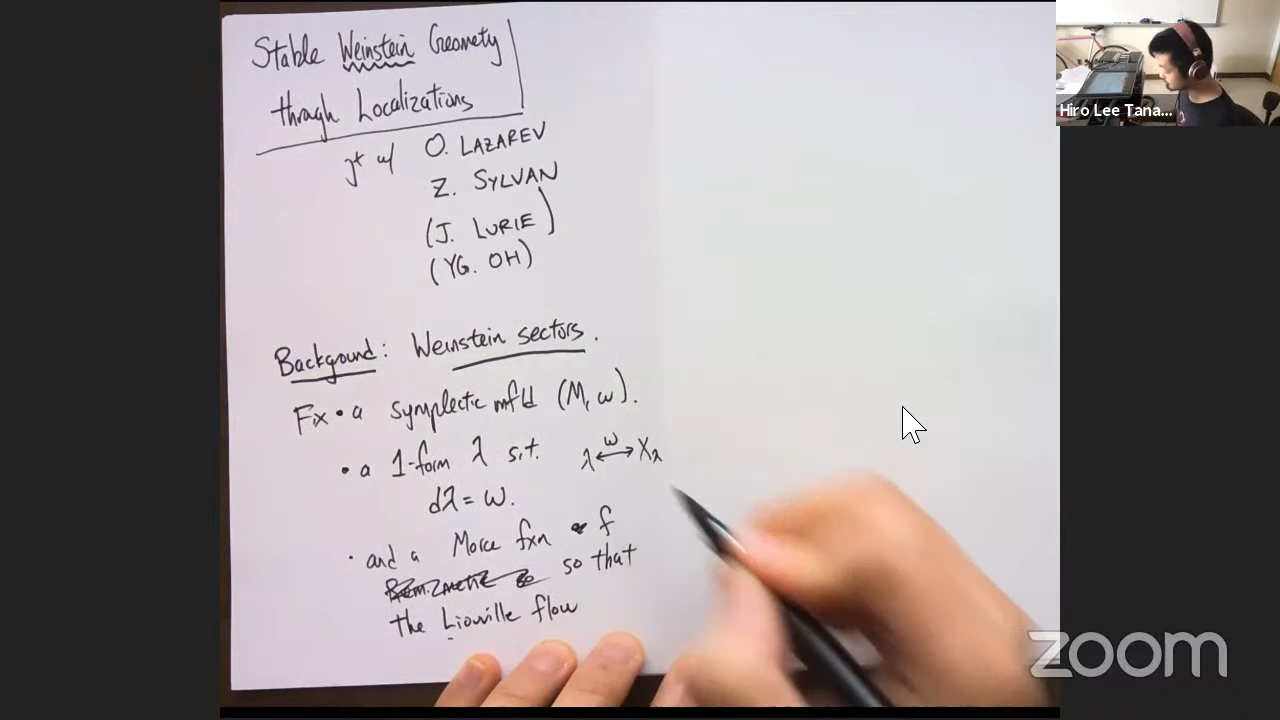 Stable Weinstein Geometry
through Localizations
jt w/ O. LAZAREV
Z. SYLVAN
(J. LURIE)
(YG. OH)
Background: Weinstein sectors.
Fix • a symplectic mfld (M, ω).
• a 1-form λ s.t. λ ↔ X_λ
ω
dλ = ω.
• and a Morse fxn f
so that
the Liouville flow
Hiro Lee Tana...
zoom